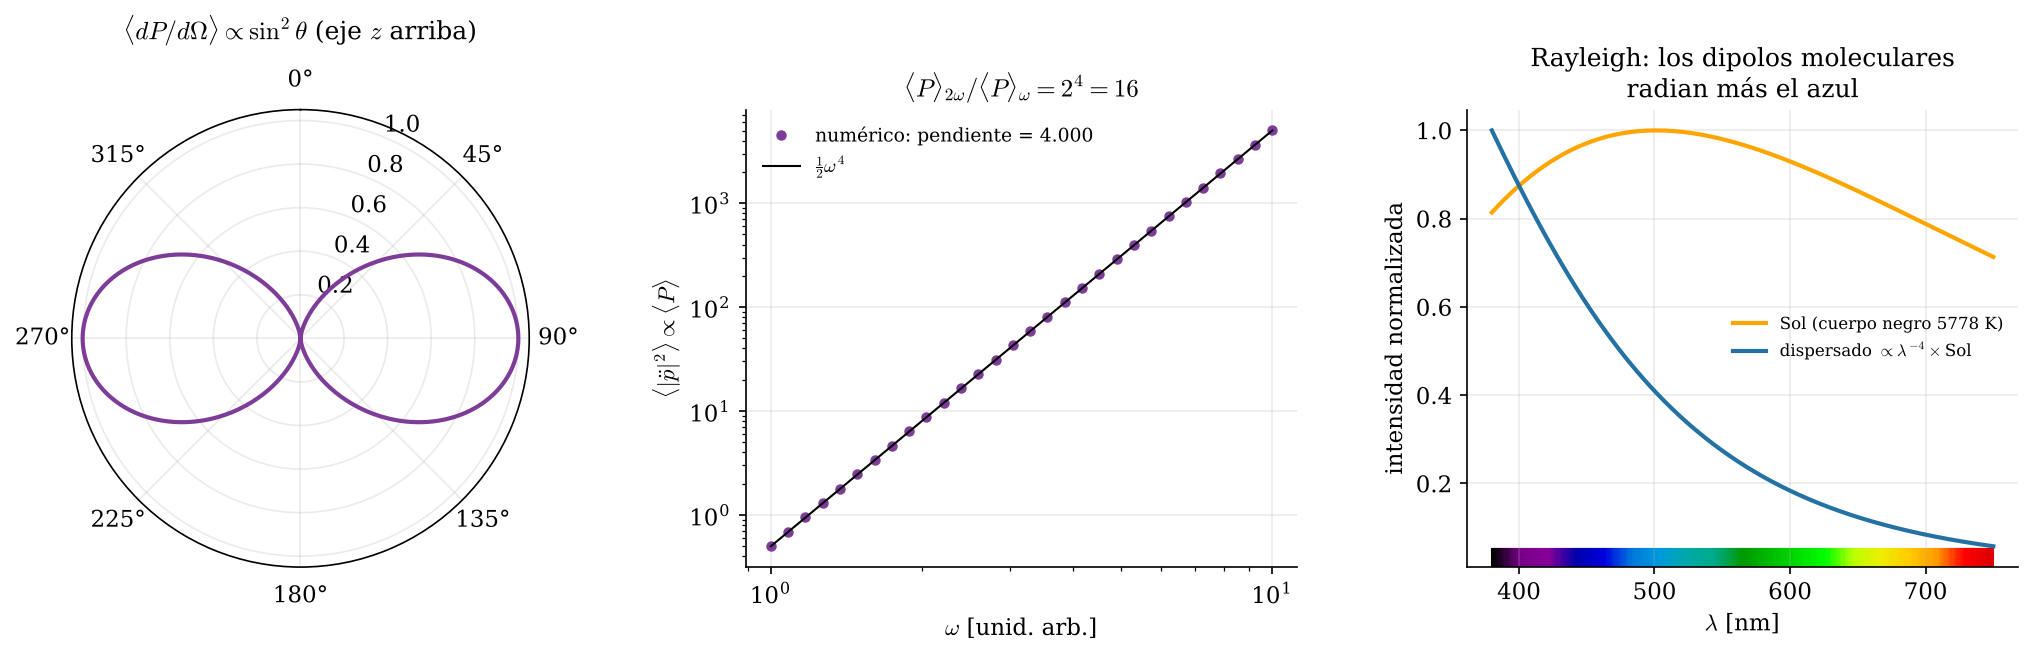 ⟨dP/dΩ⟩ ∝ sin² θ (eje z arriba)
0°
45°
90°
135°
180°
225°
270°
315°
0.2
0.4
0.6
0.8
1.0
⟨P⟩₂ω/⟨P⟩ω = 2⁴ = 16
numérico: pendiente = 4.000
½ω⁴
10³
10²
10¹
10⁰
⟨|p̈|²⟩ ∝ ⟨P⟩
10⁰
10¹
ω [unid. arb.]
Rayleigh: los dipolos moleculares
radian más el azul
1.0
0.8
0.6
0.4
0.2
intensidad normalizada
Sol (cuerpo negro 5778 K)
dispersado ∝ λ⁻⁴ × Sol
400
500
600
700
λ [nm]